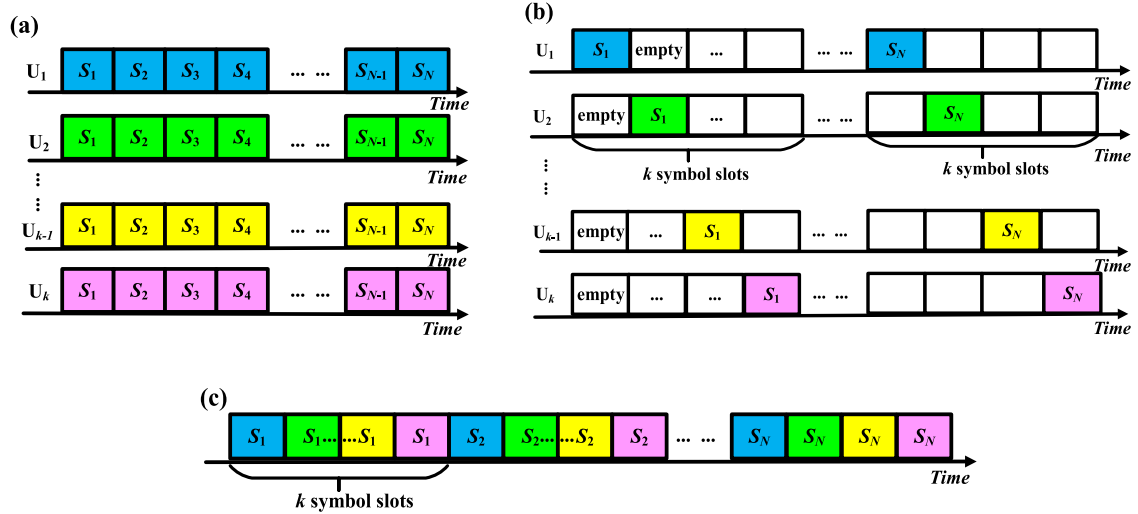 (a)
U1 S1 S2 S3 S4 ... ... SN-1 SN
Time
U2 S1 S2 S3 S4 ... ... SN-1 SN
Time
... ...
Uk-1 S1 S2 S3 S4 ... ... SN-1 SN
Time
Uk S1 S2 S3 S4 ... ... SN-1 SN
Time
(b)
U1 S1 empty ... ... ... SN
Time
U2 empty S1 ... ... ... SN
Time
k symbol slots k symbol slots
... ...
Uk-1 empty ... S1 ... ... SN
Time
Uk empty ... ... S1 ... ... SN
Time
(c)
S1 S1... ...S1 S1 S2 S2... ...S2 S2 ... ... SN SN SN SN
Time
k symbol slots